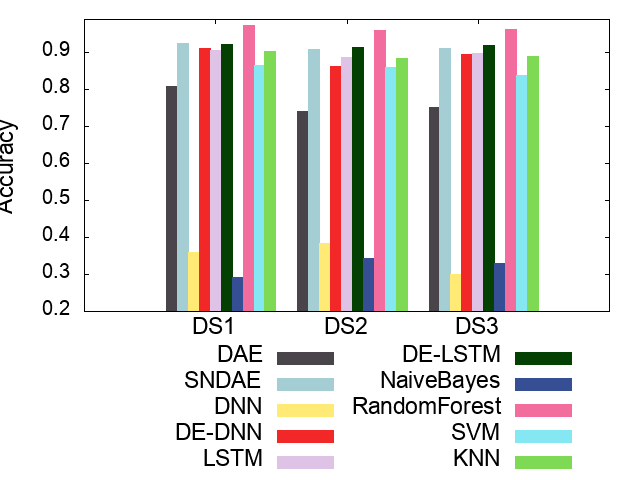 Accuracy
0.9
0.8
0.7
0.6
0.5
0.4
0.3
0.2
DS1 DS2 DS3
DAE DE-LSTM
SNDAE NaiveBayes
DNN RandomForest
DE-DNN SVM
LSTM KNN